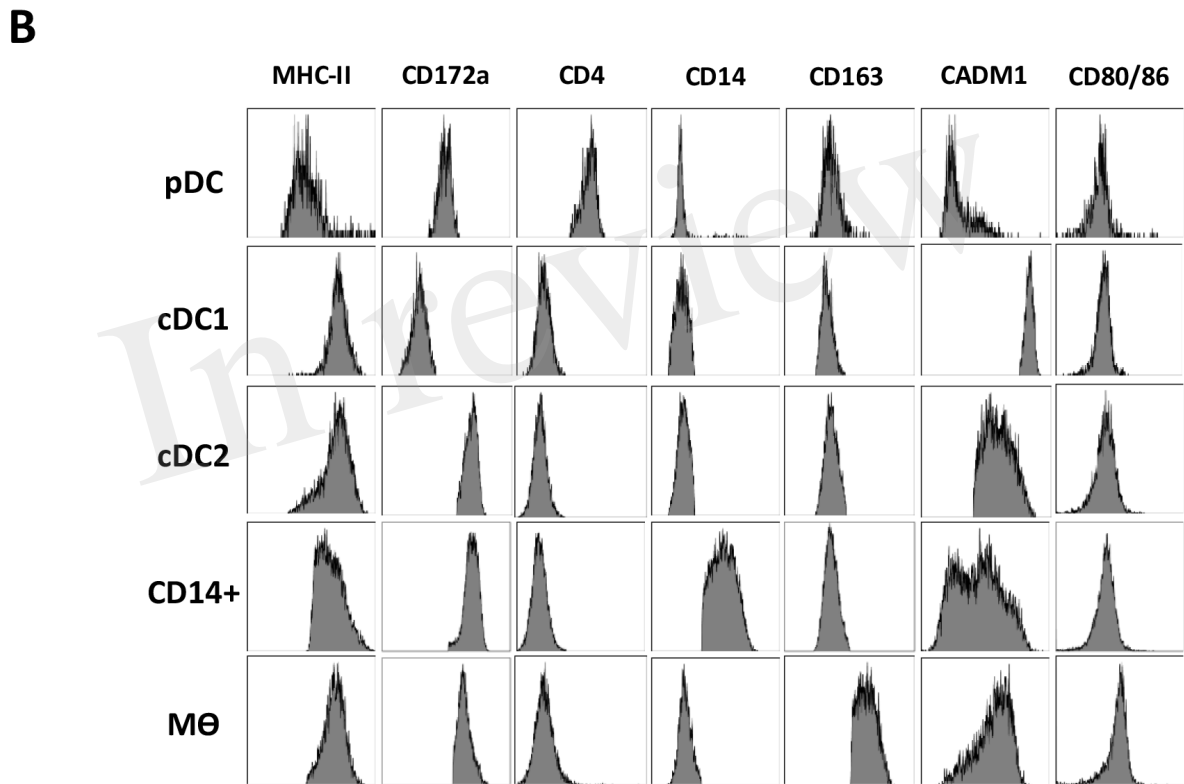 B
MHC-II CD172a CD4 CD14 CD163 CADM1 CD80/86
pDC
cDC1
cDC2
CD14+
MΘ
In review